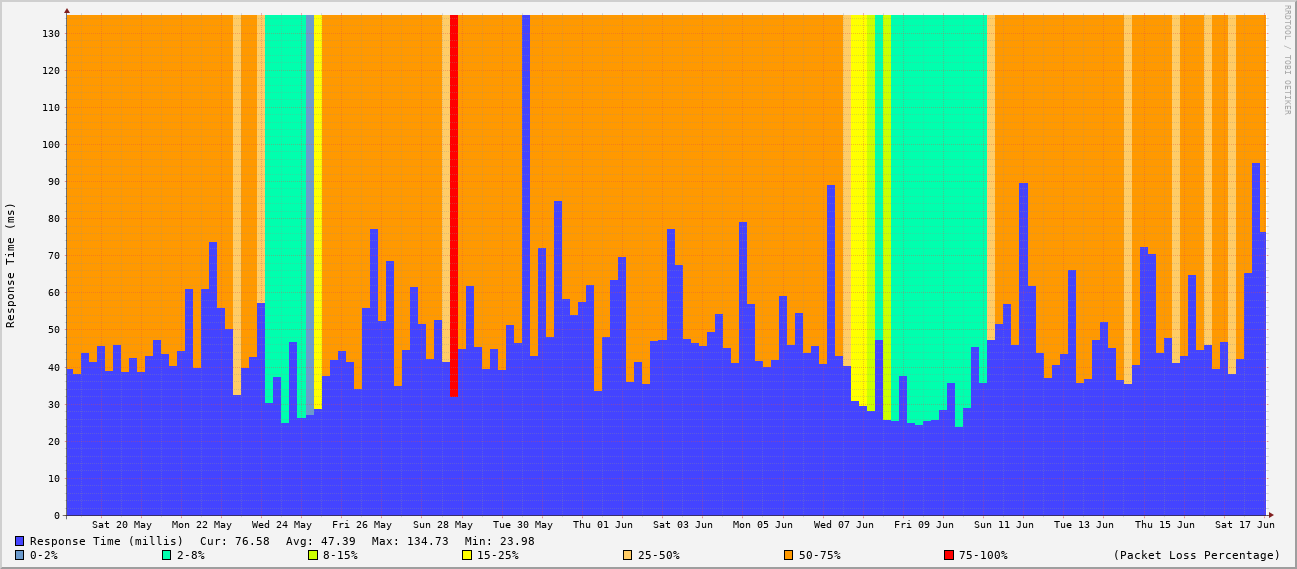 RRDTOOL / TOBI OETIKER
Response Time (ms)
130
120
110
100
90
80
70
60
50
40
30
20
10
0
Sat 20 May Mon 22 May Wed 24 May Fri 26 May Sun 28 May Tue 30 May Thu 01 Jun Sat 03 Jun Mon 05 Jun Wed 07 Jun Fri 09 Jun Sun 11 Jun Tue 13 Jun Thu 15 Jun Sat 17 Jun
Response Time (millis) Cur: 76.58 Avg: 47.39 Max: 134.73 Min: 23.98
0-2% 2-8% 8-15% 15-25% 25-50% 50-75% 75-100% (Packet Loss Percentage)